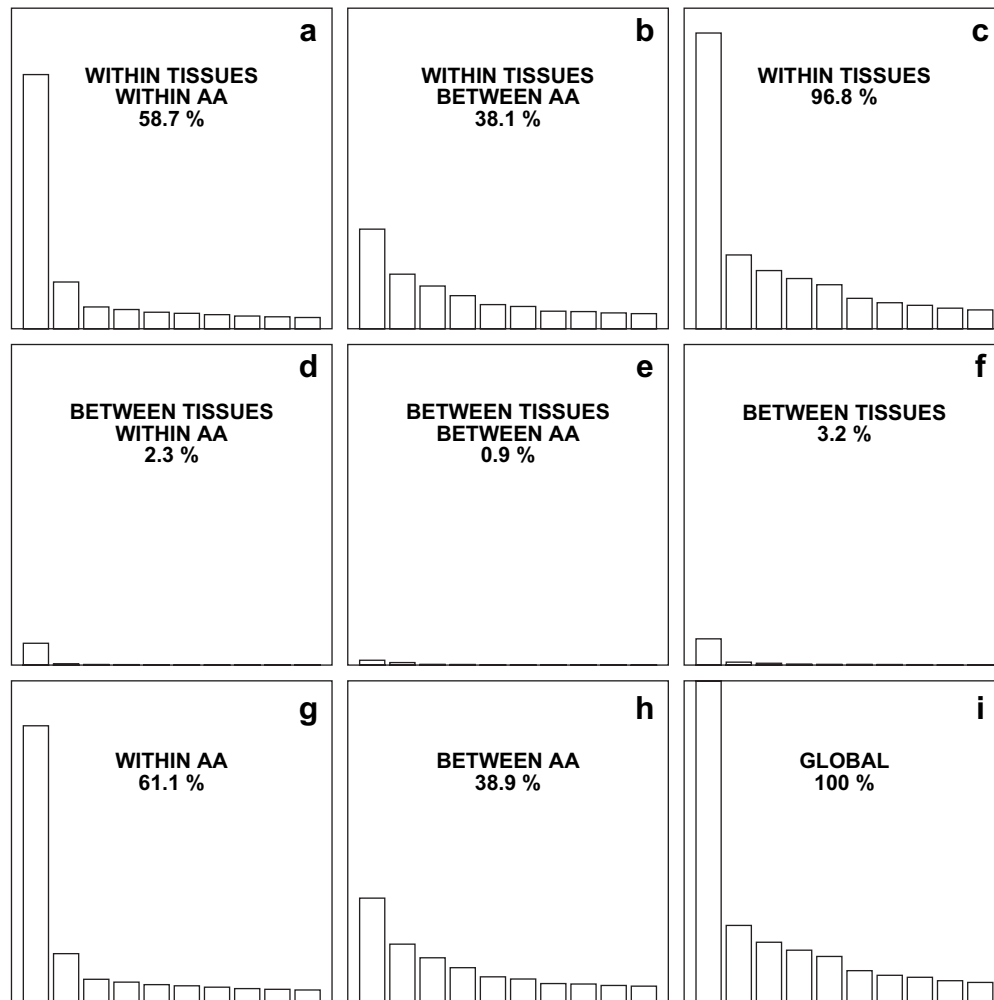 a
WITHIN TISSUES
WITHIN AA
58.7 %
b
WITHIN TISSUES
BETWEEN AA
38.1 %
c
WITHIN TISSUES
96.8 %
d
BETWEEN TISSUES
WITHIN AA
2.3 %
e
BETWEEN TISSUES
BETWEEN AA
0.9 %
f
BETWEEN TISSUES
3.2 %
g
WITHIN AA
61.1 %
h
BETWEEN AA
38.9 %
i
GLOBAL
100 %